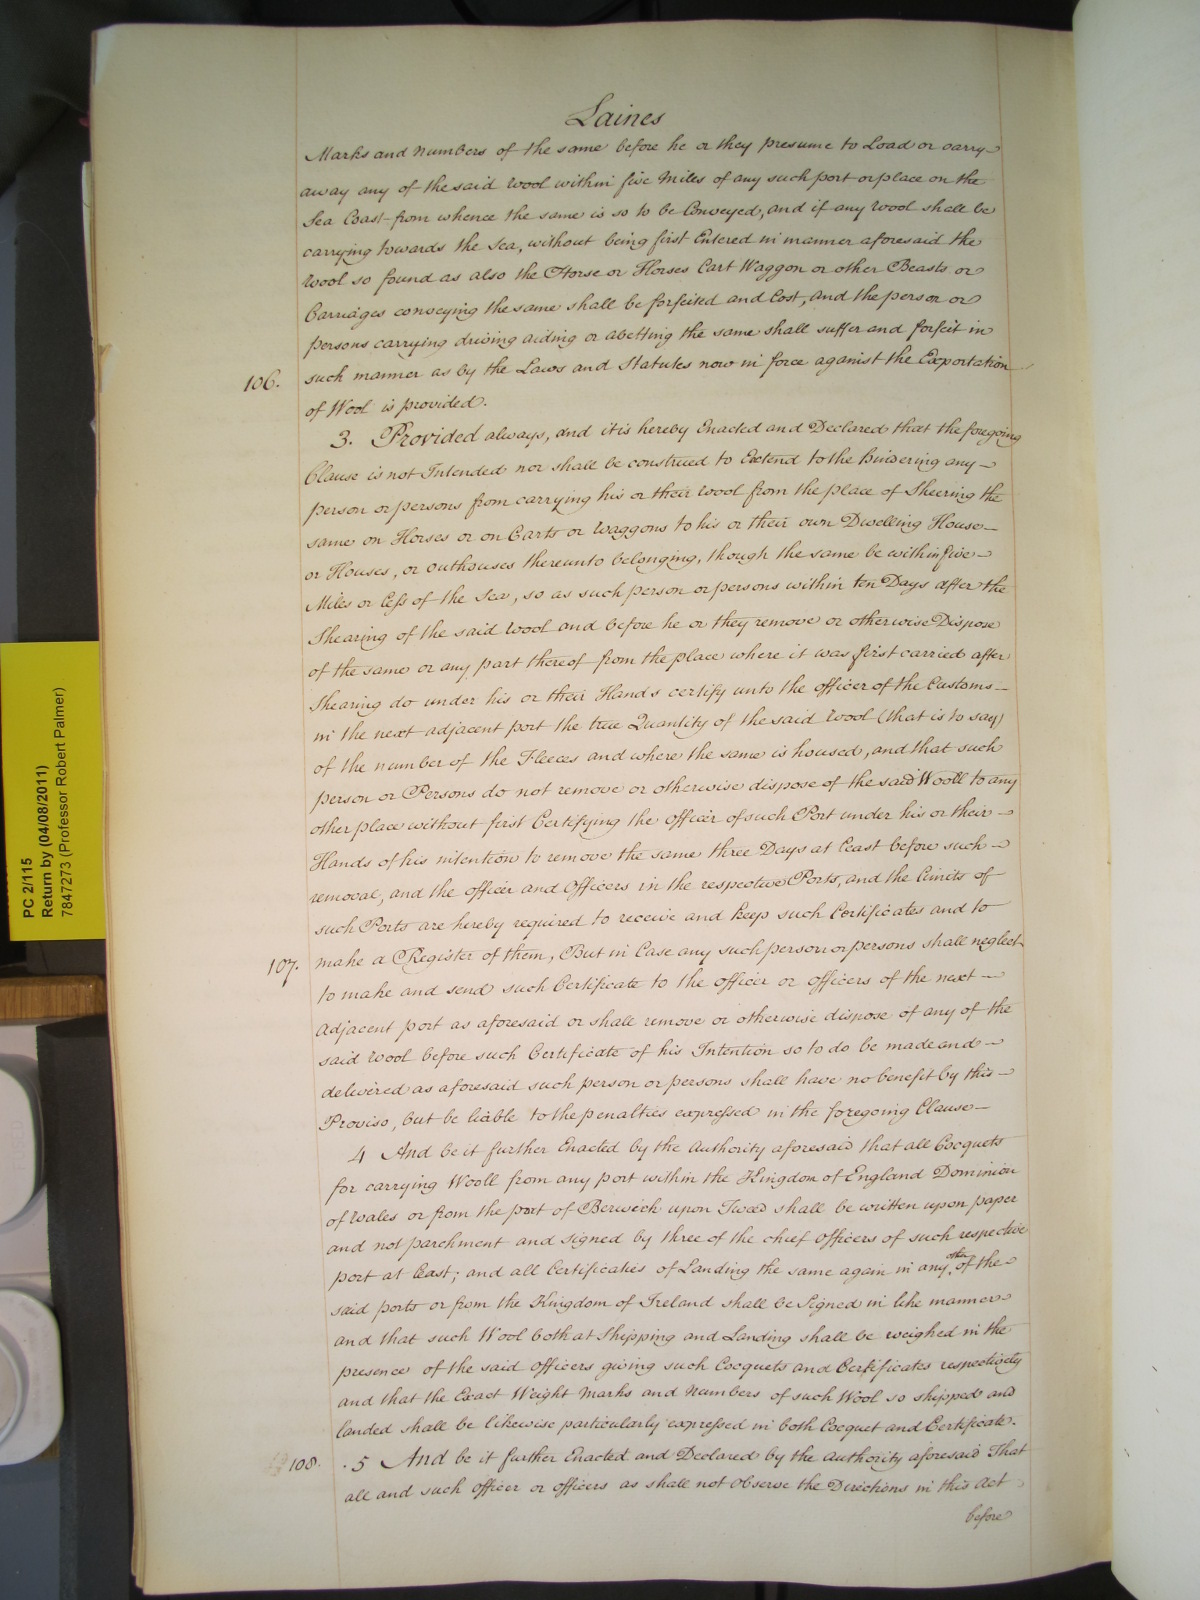 Laines
Marks and Numbers of the same before he or they presume to Load or carry
away any of the said Wool within five Miles of any such port or place on the
Sea Coast from whence the same is so to be Conveyed, and if any Wool shall be
carrying towards the Sea, without being first Entered in manner aforesaid the
Wool so found as also the Horse or Horses Cart Waggon or other Beasts or
Carriages conveying the same shall be forfeited and Lost, and the person or
persons carrying driving aiding or abetting the same shall suffer and forfeit in
106. such manner as by the Laws and Statutes now in force against the Exportation
of Wool is provided.
3. Provided always, and it is hereby Enacted and Declared that the foregoing
Clause is not Intended nor shall be construed to Extend to the hindering any
person or persons from carrying his or their Wool from the place of Sheering the
same on Horses or on Carts or Waggons to his or their own Dwelling House
or Houses, or outhouses thereunto belonging, though the same be within five
Miles or less of the Sea, so as such person or persons within ten Days after the
Shearing of the said Wool and before he or they remove or otherwise Dispose
of the same or any part thereof from the place where it was first carried after
Shearing do under his or their Hands certify unto the officer of the Customs
in the next adjacent port the true Quantity of the said Wool (that is to say)
of the number of the Fleeces and where the same is housed, and that such
person or Persons do not remove or otherwise dispose of the said Wooll to any
other place without first Certifying the officer of such Port under his or their
Hands of his intention to remove the same three Days at least before such
removal, and the officer and Officers in the respective Ports, and the Limits of
such Ports are hereby required to receive and keep such Certificates and to
107. make a Register of them, But in Case any such person or persons shall neglect
to make and send such Certificate to the officer or officers of the next
Adjacent port as aforesaid or shall remove or otherwise dispose of any of the
said Wool before such Certificate of his Intention so to do be made and
delivered as aforesaid such person or persons shall have no benefit by this
Proviso, but be liable to the penalties expressed in the foregoing Clause
4 And be it further Enacted by the Authority aforesaid that all Cocquets
for carrying Wooll from any port within the Kingdom of England Dominion
of Wales or from the port of Berwick upon Tweed shall be written upon paper
and not parchment and signed by three of the chief officers of such respective
port at least; and all Certificates of Landing the same again in any other of the
said ports or from the Kingdom of Ireland shall be Signed in like manner
and that such Wool both at Shipping and Landing shall be weighed in the
presence of the said officers giving such Cocquets and Certificates respectively
and that the Exact Weight Marks and Numbers of such Wool so shipped and
landed shall be likewise particularly expressed in both Cocquet and Certificate.
108. 5 And be it further Enacted and Declared by the authority aforesaid That
all and such officer or officers as shall not Observe the Directions in this Act
before
PC 2/115
Return by (04/08/2011)
7847273 (Professor Robert Palmer)